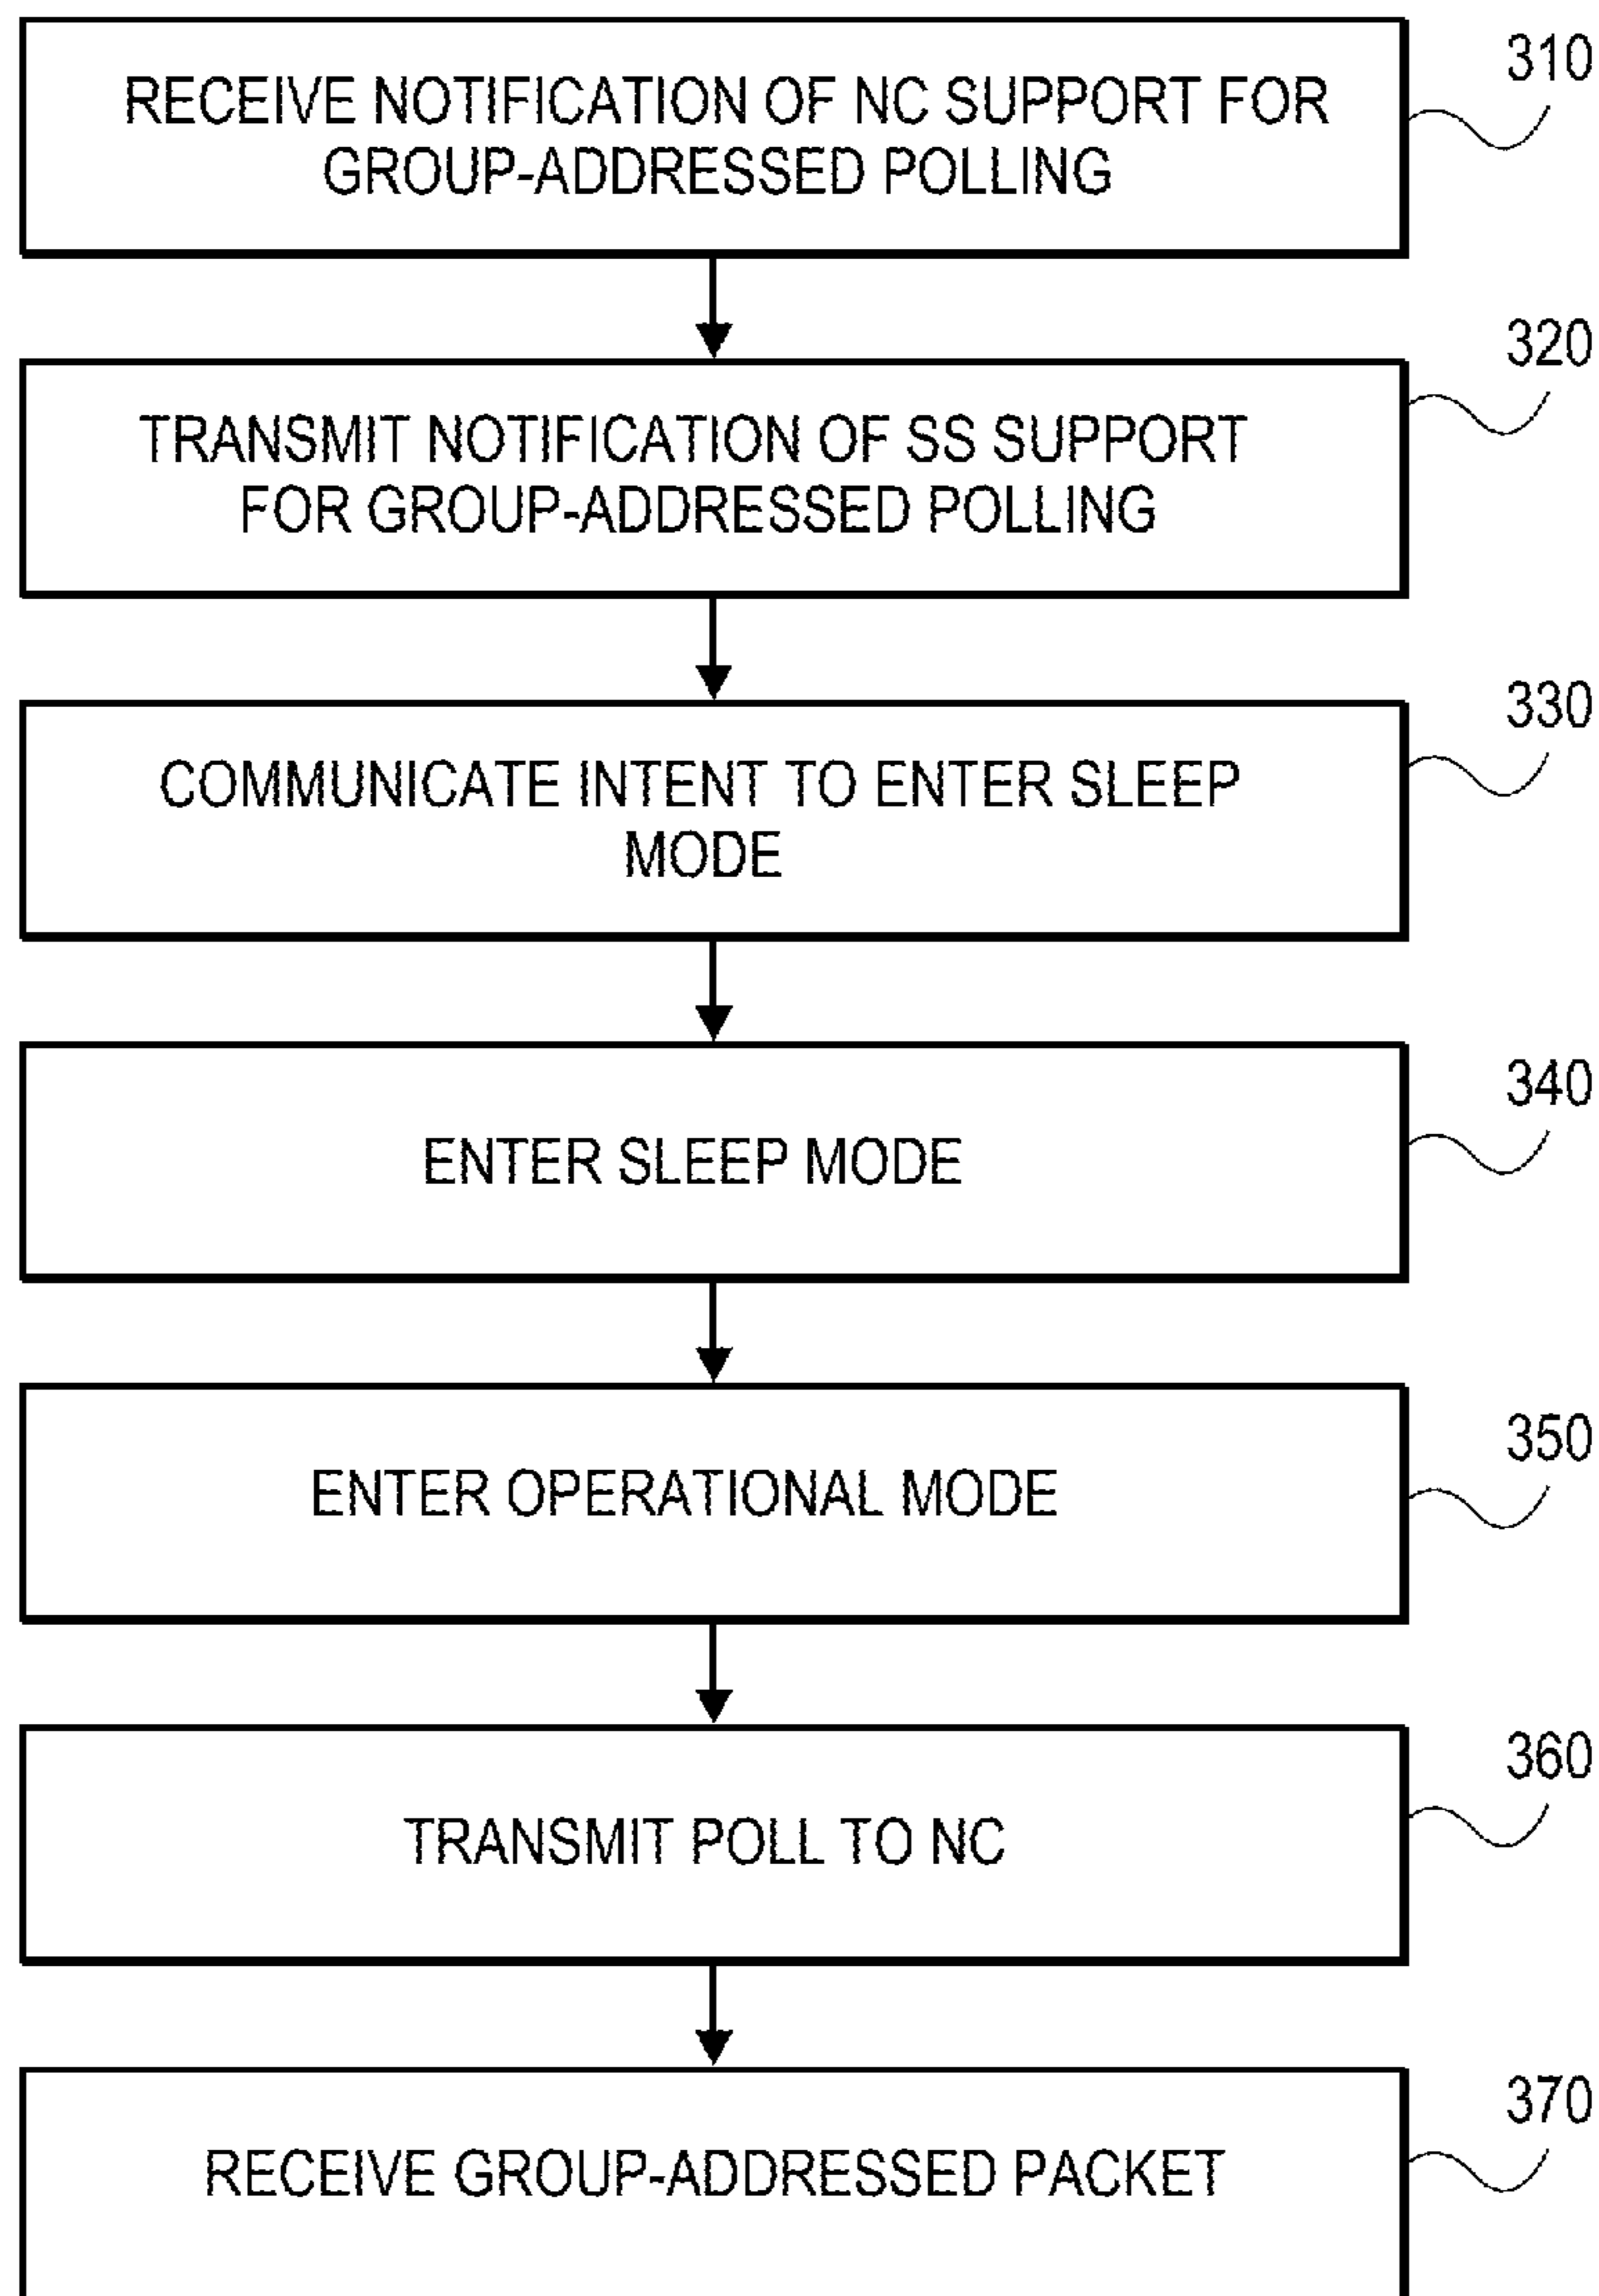 RECEIVE NOTIFICATION OF NC SUPPORT FOR
GROUP-ADDRESSED POLLING
310
TRANSMIT NOTIFICATION OF SS SUPPORT
FOR GROUP-ADDRESSED POLLING
320
COMMUNICATE INTENT TO ENTER SLEEP
MODE
330
ENTER SLEEP MODE
340
ENTER OPERATIONAL MODE
350
TRANSMIT POLL TO NC
360
RECEIVE GROUP-ADDRESSED PACKET
370